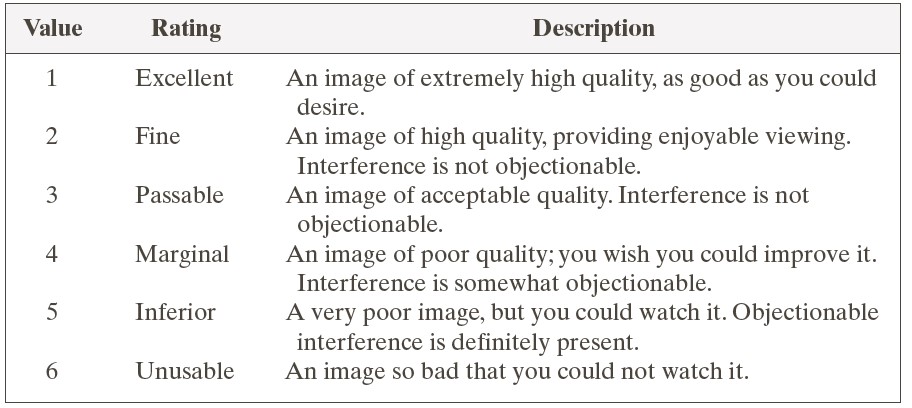 Value Rating Description
1 Excellent An image of extremely high quality, as good as you could
desire.
2 Fine An image of high quality, providing enjoyable viewing.
Interference is not objectionable.
3 Passable An image of acceptable quality. Interference is not
objectionable.
4 Marginal An image of poor quality; you wish you could improve it.
Interference is somewhat objectionable.
5 Inferior A very poor image, but you could watch it. Objectionable
interference is definitely present.
6 Unusable An image so bad that you could not watch it.